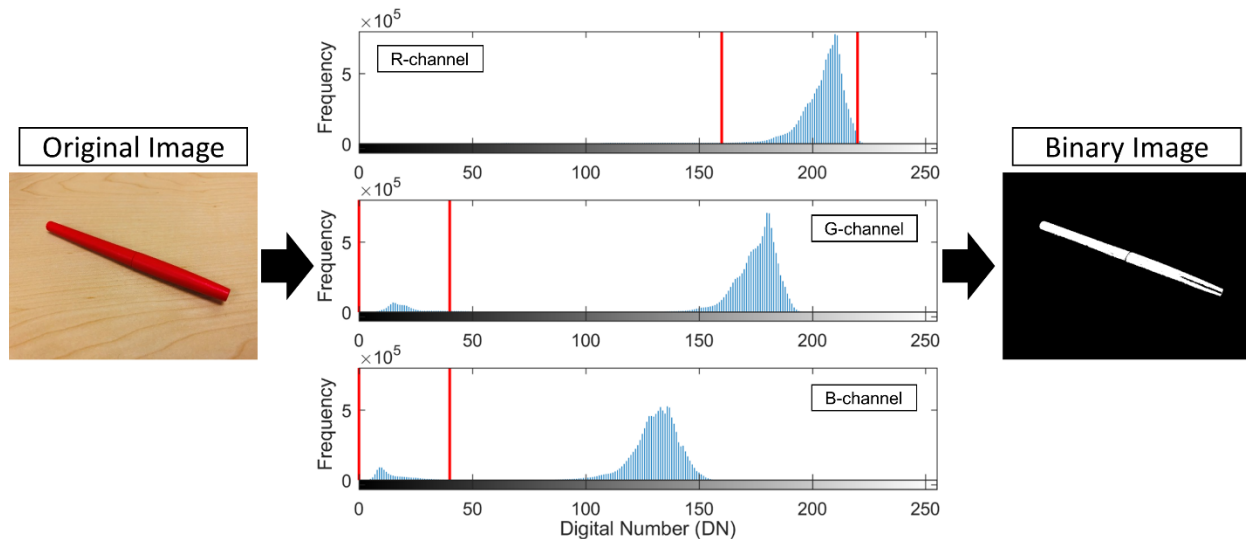 Original Image
×10⁵
Frequency
5
0
R-channel
0 50 100 150 200 250
×10⁵
Frequency
5
0
G-channel
0 50 100 150 200 250
×10⁵
Frequency
5
0
B-channel
0 50 100 150 200 250
Digital Number (DN)
Binary Image